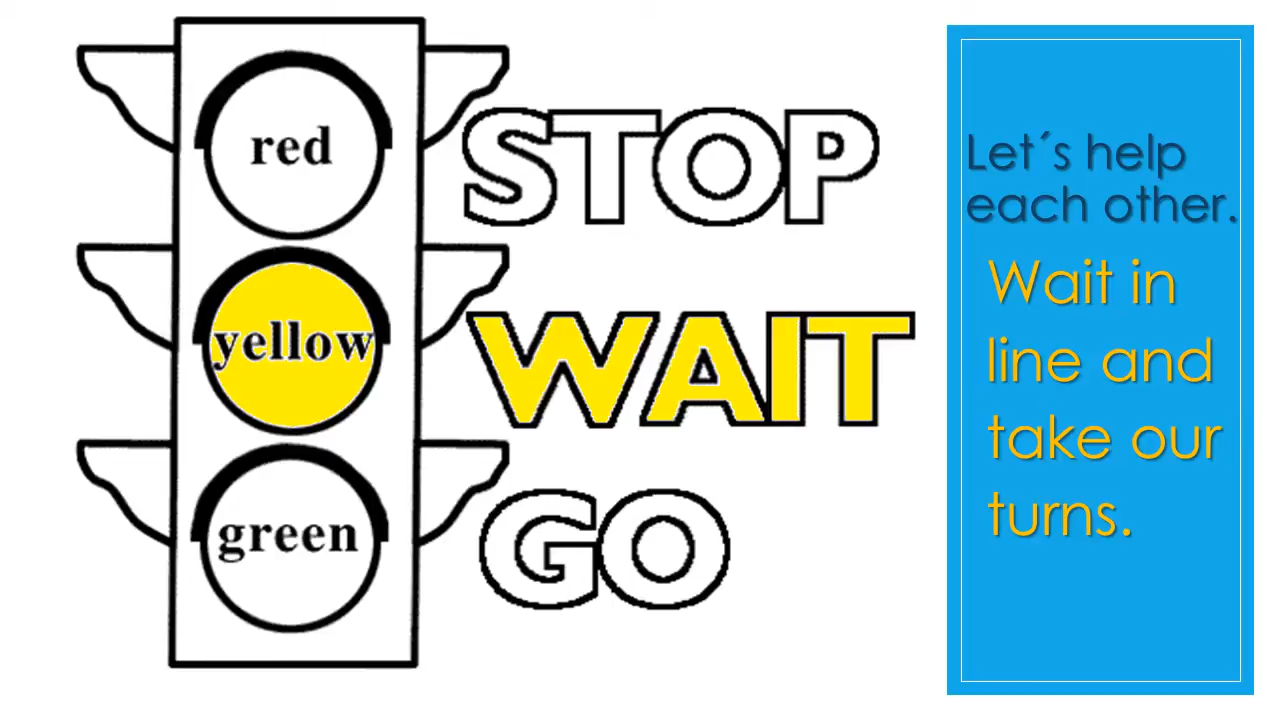 red
STOP
yellow
WAIT
green
GO
Let´s help
each other.
Wait in
line and
take our
turns.